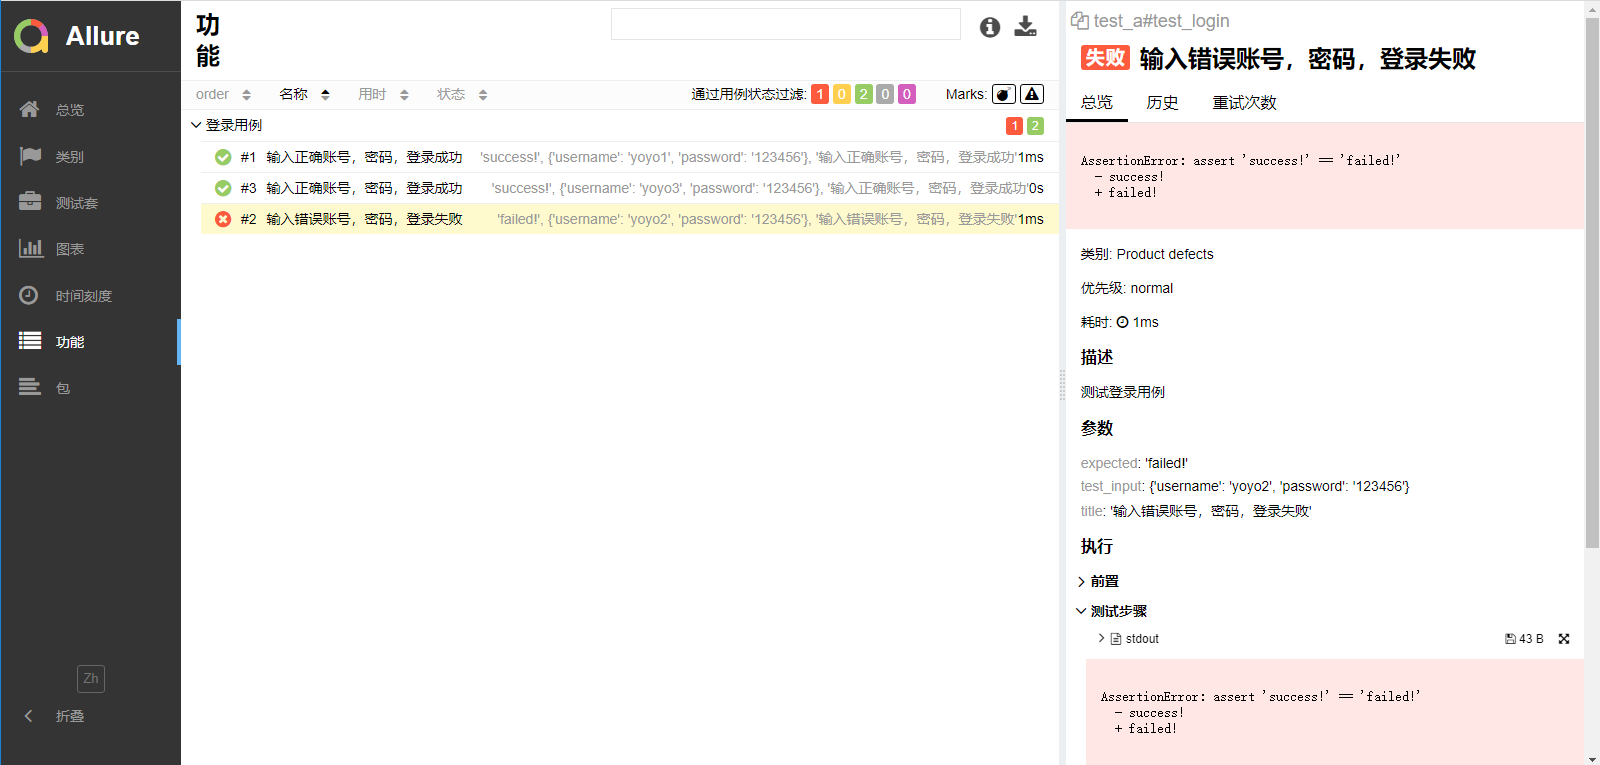 Allure
总览
类别
测试套
图表
时间刻度
功能
包
Zh
折叠
功
能
order 名称 用时 状态 通过用例状态过滤: 1 0 2 0 0 Marks:
登录用例 1 2
#1 输入正确账号，密码，登录成功 'success!', {'username': 'yoyo1', 'password': '123456'}, '输入正确账号，密码，登录成功' 1ms
#3 输入正确账号，密码，登录成功 'success!', {'username': 'yoyo3', 'password': '123456'}, '输入正确账号，密码，登录成功' 0s
#2 输入错误账号，密码，登录失败 'failed!', {'username': 'yoyo2', 'password': '123456'}, '输入错误账号，密码，登录失败' 1ms
test_a#test_login
失败 输入错误账号，密码，登录失败
总览 历史 重试次数
AssertionError: assert 'success!' == 'failed!'
- success!
+ failed!
类别: Product defects
优先级: normal
耗时: 1ms
描述
测试登录用例
参数
expected: 'failed!'
test_input: {'username': 'yoyo2', 'password': '123456'}
title: '输入错误账号，密码，登录失败'
执行
前置
测试步骤
stdout 43 B
AssertionError: assert 'success!' == 'failed!'
- success!
+ failed!